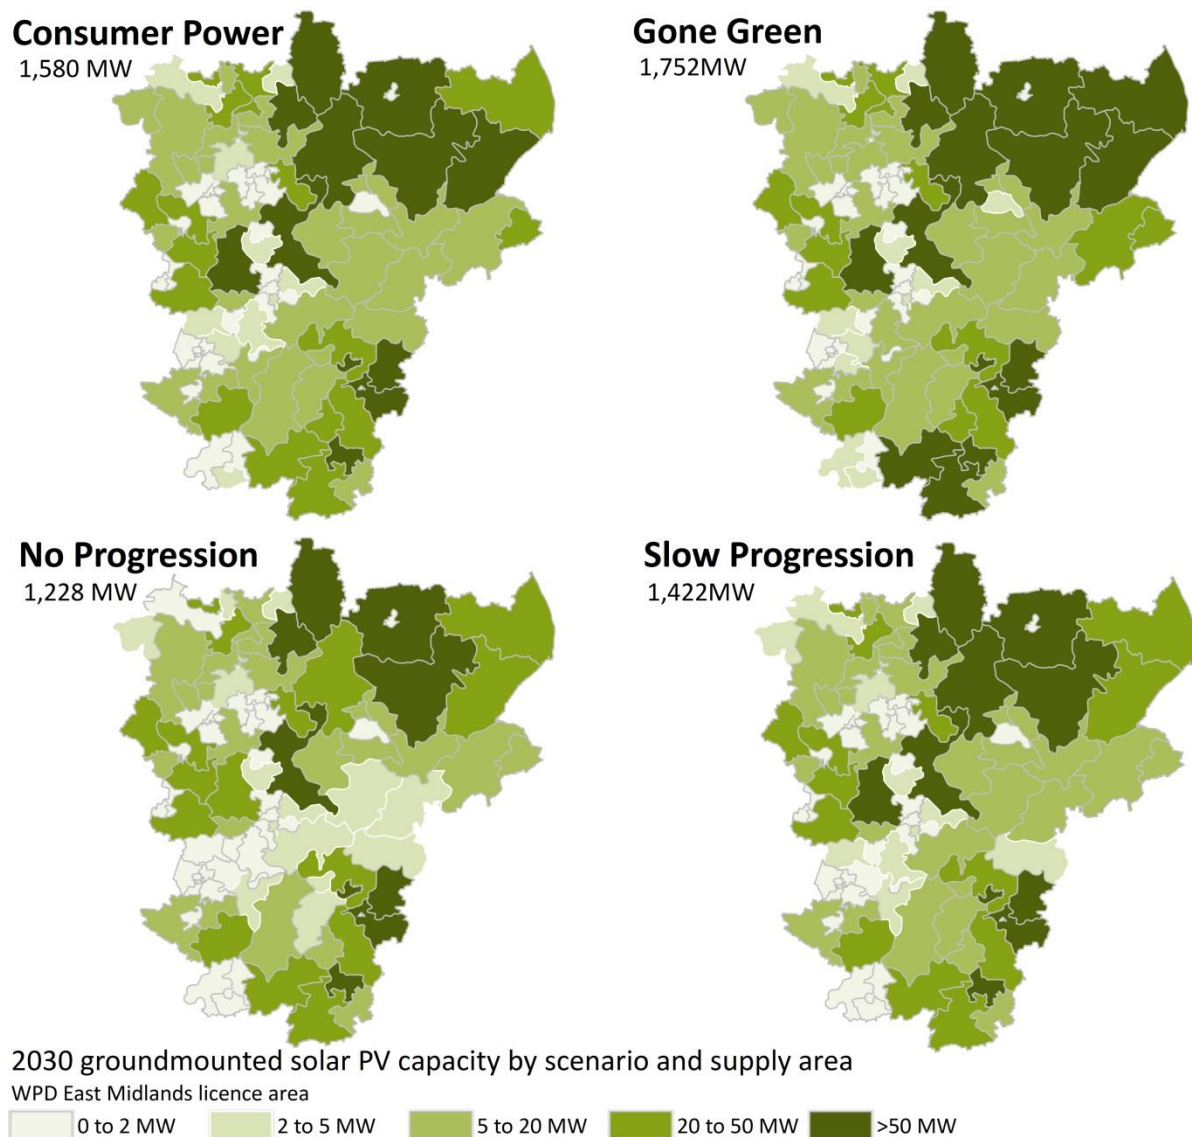 Consumer Power
1,580 MW
Gone Green
1,752MW
No Progression
1,228 MW
Slow Progression
1,422MW
2030 groundmounted solar PV capacity by scenario and supply area
WPD East Midlands licence area
0 to 2 MW 2 to 5 MW 5 to 20 MW 20 to 50 MW >50 MW